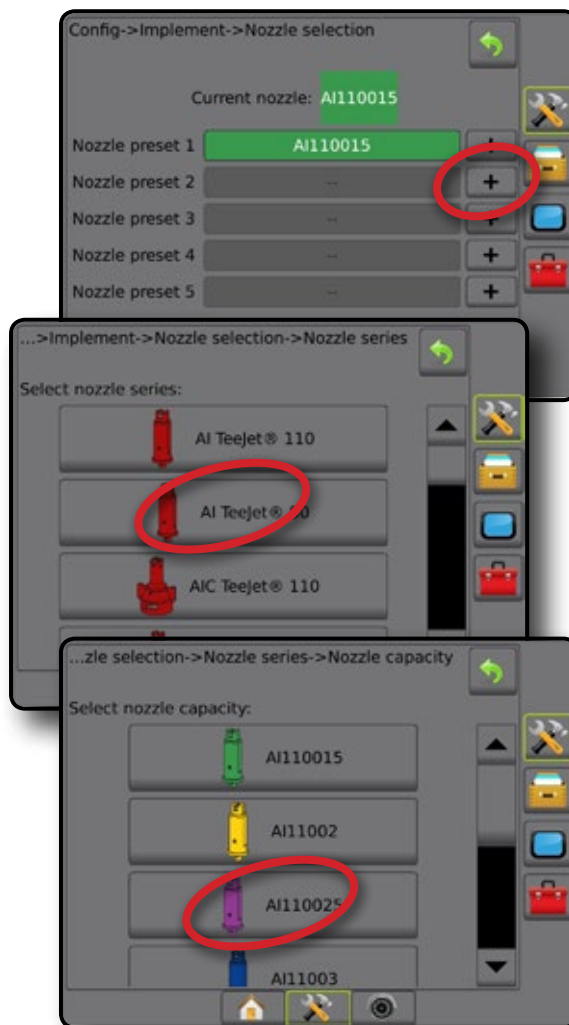 Config->Implement->Nozzle selection
Current nozzle: AI110015
Nozzle preset 1 AI110015 +
Nozzle preset 2 -- +
Nozzle preset 3 -- +
Nozzle preset 4 -- +
Nozzle preset 5 -- +
...>Implement->Nozzle selection->Nozzle series
Select nozzle series:
AI TeeJet® 110
AI TeeJet®
AIC TeeJet® 110
...zle selection->Nozzle series->Nozzle capacity
Select nozzle capacity:
AI110015
AI11002
AI110025
AI11003